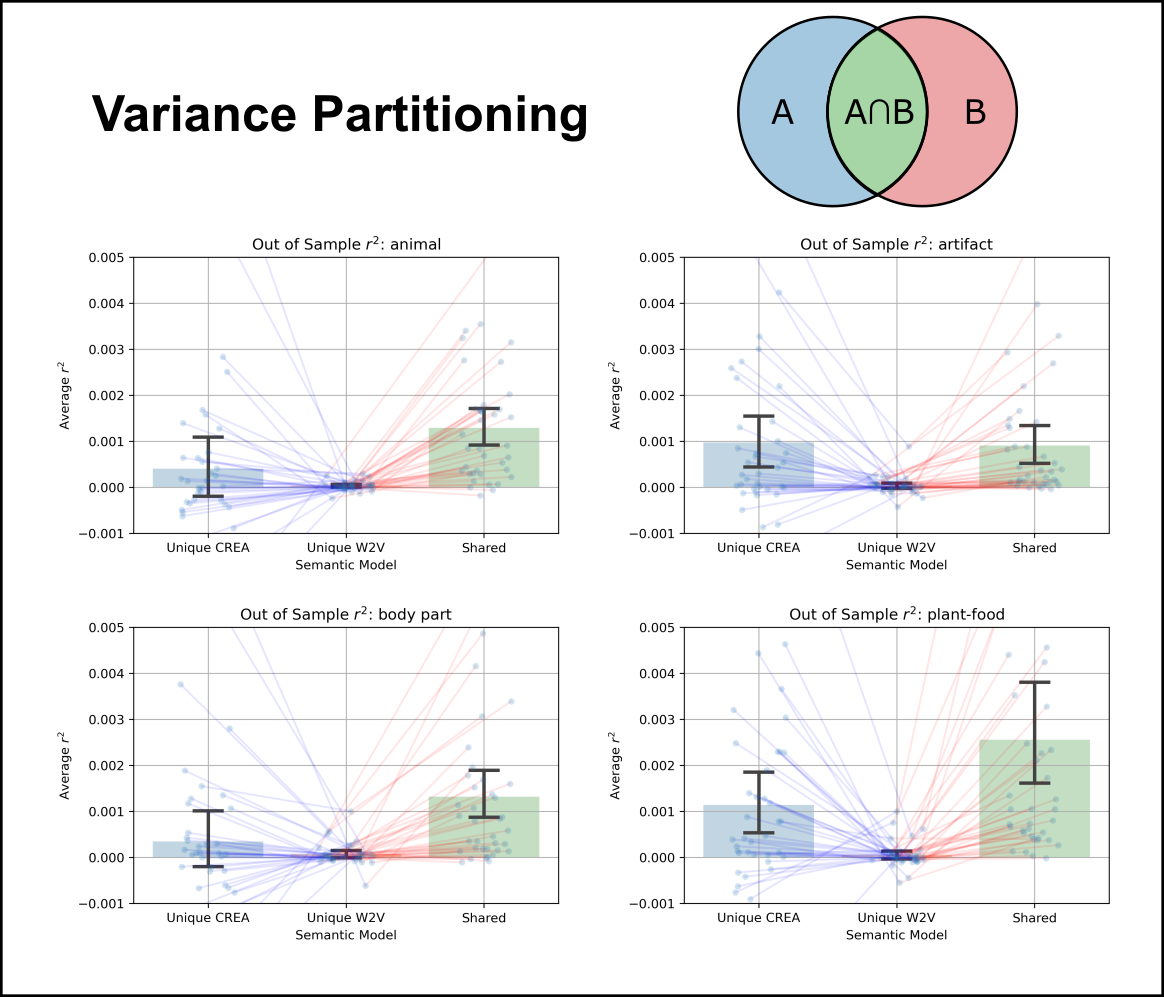 Variance Partitioning
A
A∩B
B
Out of Sample r²: animal
0.005
0.004
0.003
0.002
0.001
0.000
−0.001
Average r²
Unique CREA
Unique W2V
Shared
Semantic Model
Out of Sample r²: artifact
0.005
0.004
0.003
0.002
0.001
0.000
−0.001
Average r²
Unique CREA
Unique W2V
Shared
Semantic Model
Out of Sample r²: body part
0.005
0.004
0.003
0.002
0.001
0.000
−0.001
Average r²
Unique CREA
Unique W2V
Shared
Semantic Model
Out of Sample r²: plant-food
0.005
0.004
0.003
0.002
0.001
0.000
−0.001
Average r²
Unique CREA
Unique W2V
Shared
Semantic Model